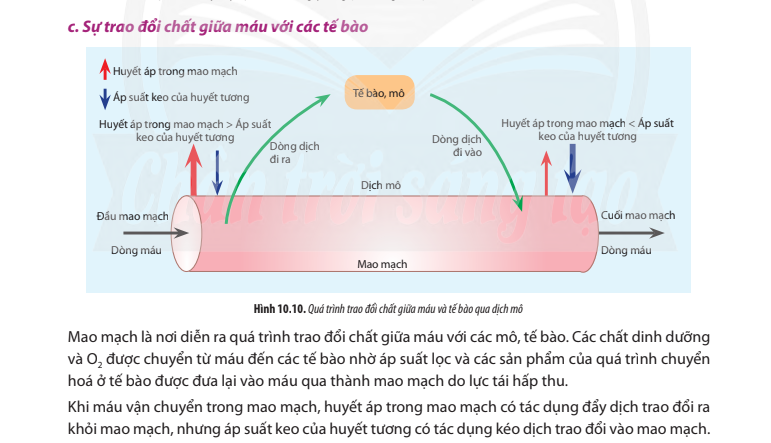 c. Sự trao đổi chất giữa máu với các tế bào
Huyết áp trong mao mạch
Áp suất keo của huyết tương
Tế bào, mô
Huyết áp trong mao mạch > Áp suất
keo của huyết tương
Dòng dịch
đi ra
Dòng dịch
đi vào
Huyết áp trong mao mạch < Áp suất
keo của huyết tương
Dịch mô
Đầu mao mạch
Dòng máu
Cuối mao mạch
Dòng máu
Mao mạch
Chân trời sáng tạo
Hình 10.10. Quá trình trao đổi chất giữa máu và tế bào qua dịch mô
Mao mạch là nơi diễn ra quá trình trao đổi chất giữa máu với các mô, tế bào. Các chất dinh dưỡng
và O₂ được chuyển từ máu đến các tế bào nhờ áp suất lọc và các sản phẩm của quá trình chuyển
hoá ở tế bào được đưa lại vào máu qua thành mao mạch do lực tái hấp thu.
Khi máu vận chuyển trong mao mạch, huyết áp trong mao mạch có tác dụng đẩy dịch trao đổi ra
khỏi mao mạch, nhưng áp suất keo của huyết tương có tác dụng kéo dịch trao đổi vào mao mạch.